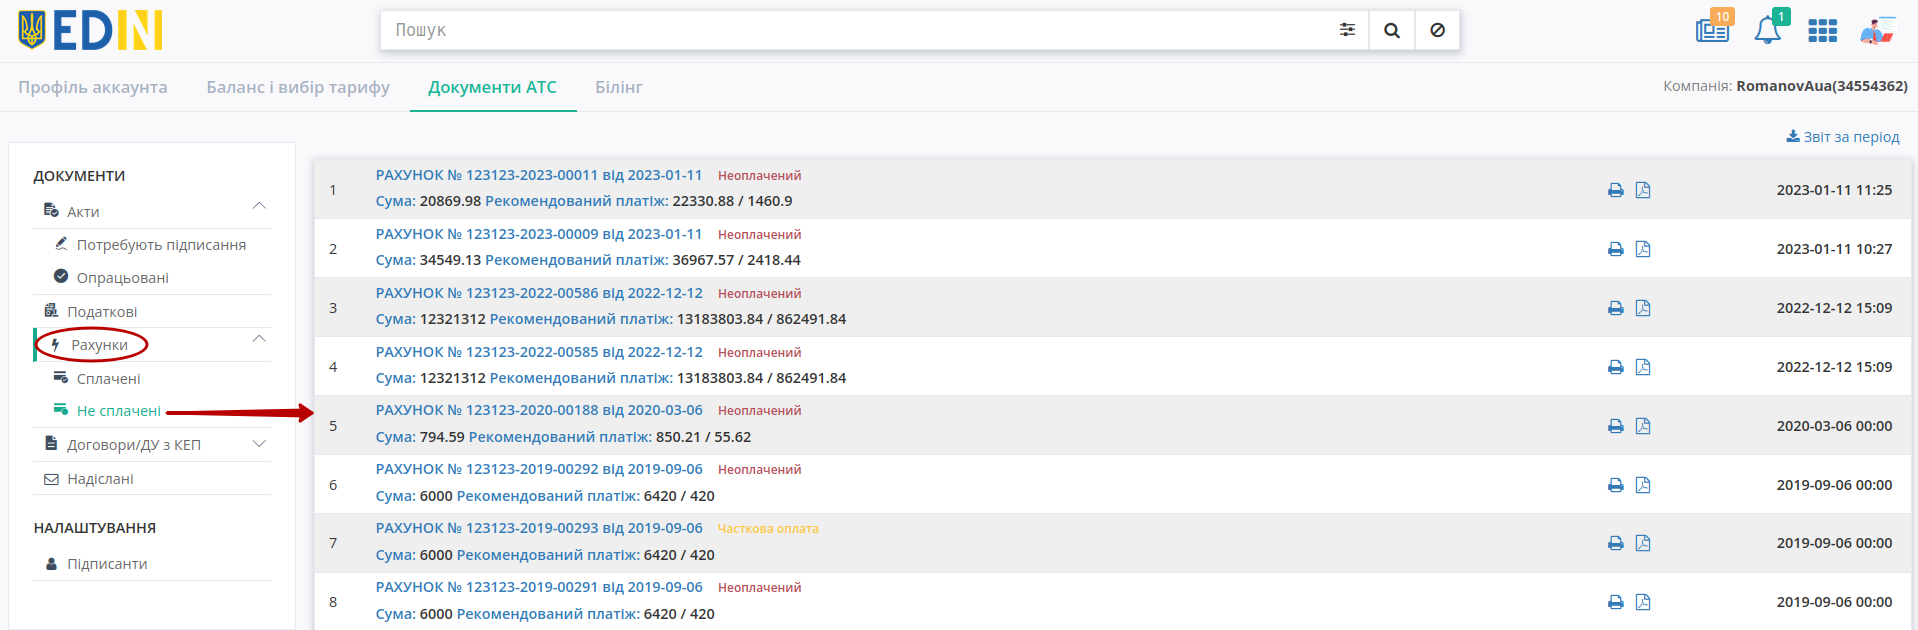 EDIN
Пошук
10
1
Профіль аккаунта
Баланс і вибір тарифу
Документи АТС
Білінг
Компанія: RomanovAua(34554362)
Звіт за період
ДОКУМЕНТИ
Акти
Потребують підписання
Опрацьовані
Податкові
Рахунки
Сплачені
Не сплачені
Договори/ДУ з КЕП
Надіслані
НАЛАШТУВАННЯ
Підписанти
1
РАХУНОК № 123123-2023-00011 від 2023-01-11 Неоплачений
Сума: 20869.98 Рекомендований платіж: 22330.88 / 1460.9
2023-01-11 11:25
2
РАХУНОК № 123123-2023-00009 від 2023-01-11 Неоплачений
Сума: 34549.13 Рекомендований платіж: 36967.57 / 2418.44
2023-01-11 10:27
3
РАХУНОК № 123123-2022-00586 від 2022-12-12 Неоплачений
Сума: 12321312 Рекомендований платіж: 13183803.84 / 862491.84
2022-12-12 15:09
4
РАХУНОК № 123123-2022-00585 від 2022-12-12 Неоплачений
Сума: 12321312 Рекомендований платіж: 13183803.84 / 862491.84
2022-12-12 15:09
5
РАХУНОК № 123123-2020-00188 від 2020-03-06 Неоплачений
Сума: 794.59 Рекомендований платіж: 850.21 / 55.62
2020-03-06 00:00
6
РАХУНОК № 123123-2019-00292 від 2019-09-06 Неоплачений
Сума: 6000 Рекомендований платіж: 6420 / 420
2019-09-06 00:00
7
РАХУНОК № 123123-2019-00293 від 2019-09-06 Часткова оплата
Сума: 6000 Рекомендований платіж: 6420 / 420
2019-09-06 00:00
8
РАХУНОК № 123123-2019-00291 від 2019-09-06 Неоплачений
Сума: 6000 Рекомендований платіж: 6420 / 420
2019-09-06 00:00